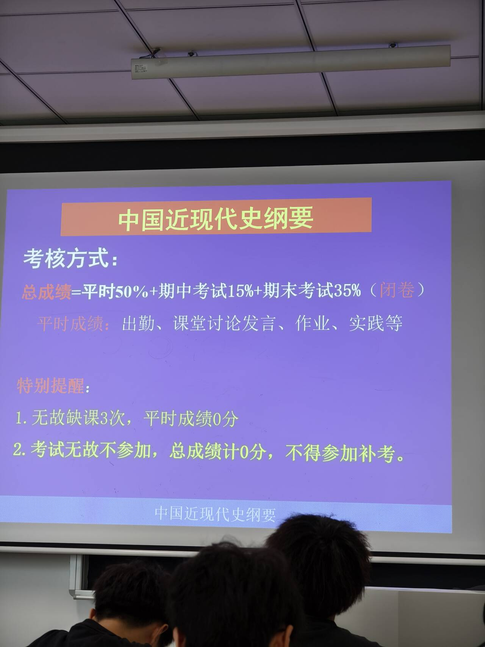 中国近现代史纲要
考核方式：
总成绩=平时50%+期中考试15%+期末考试35%（闭卷）
平时成绩：出勤、课堂讨论发言、作业、实践等
特别提醒：
1.无故缺课3次，平时成绩0分
2.考试无故不参加，总成绩计0分，不得参加补考。
中国近现代史纲要